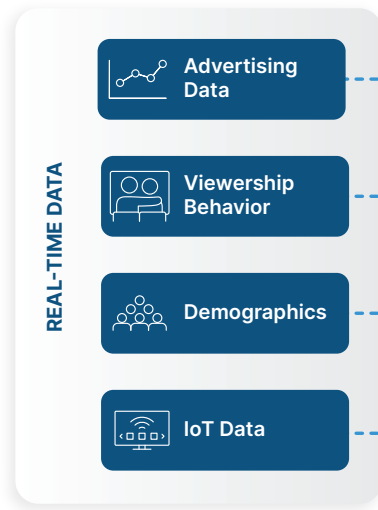 REAL-TIME DATA
Advertising
Data
Viewership
Behavior
Demographics
IoT Data